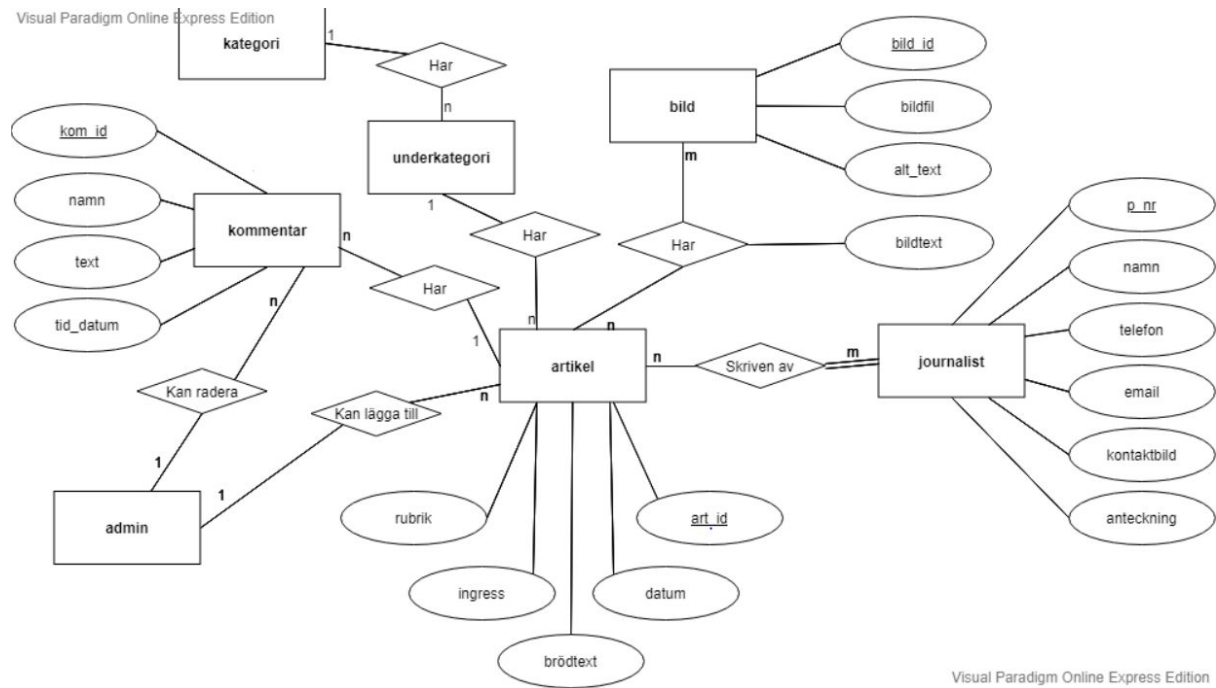 Visual Paradigm Online Express Edition
kategori
1
Har
n
bild_id
bild
bildfil
kom_id
underkategori
m
alt_text
namn
1
p_nr
kommentar
n
Har
Har
bildtext
text
namn
Har
n
tid_datum
n
1
n
telefon
artikel
n
Skriven av
m
journalist
Kan radera
n
email
Kan lägga till
kontaktbild
1
1
admin
rubrik
art_id
anteckning
ingress
datum
brödtext
Visual Paradigm Online Express Edition